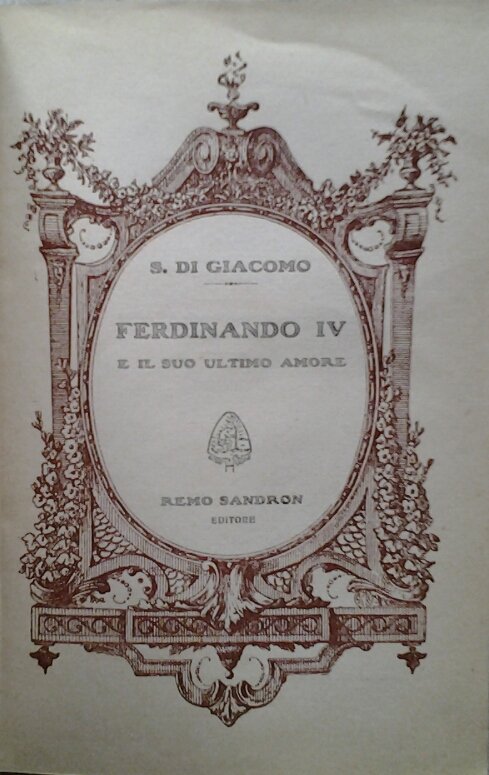 S. DI GIACOMO
FERDINANDO IV
E IL SUO ULTIMO AMORE
REMO SANDRON
EDITORE